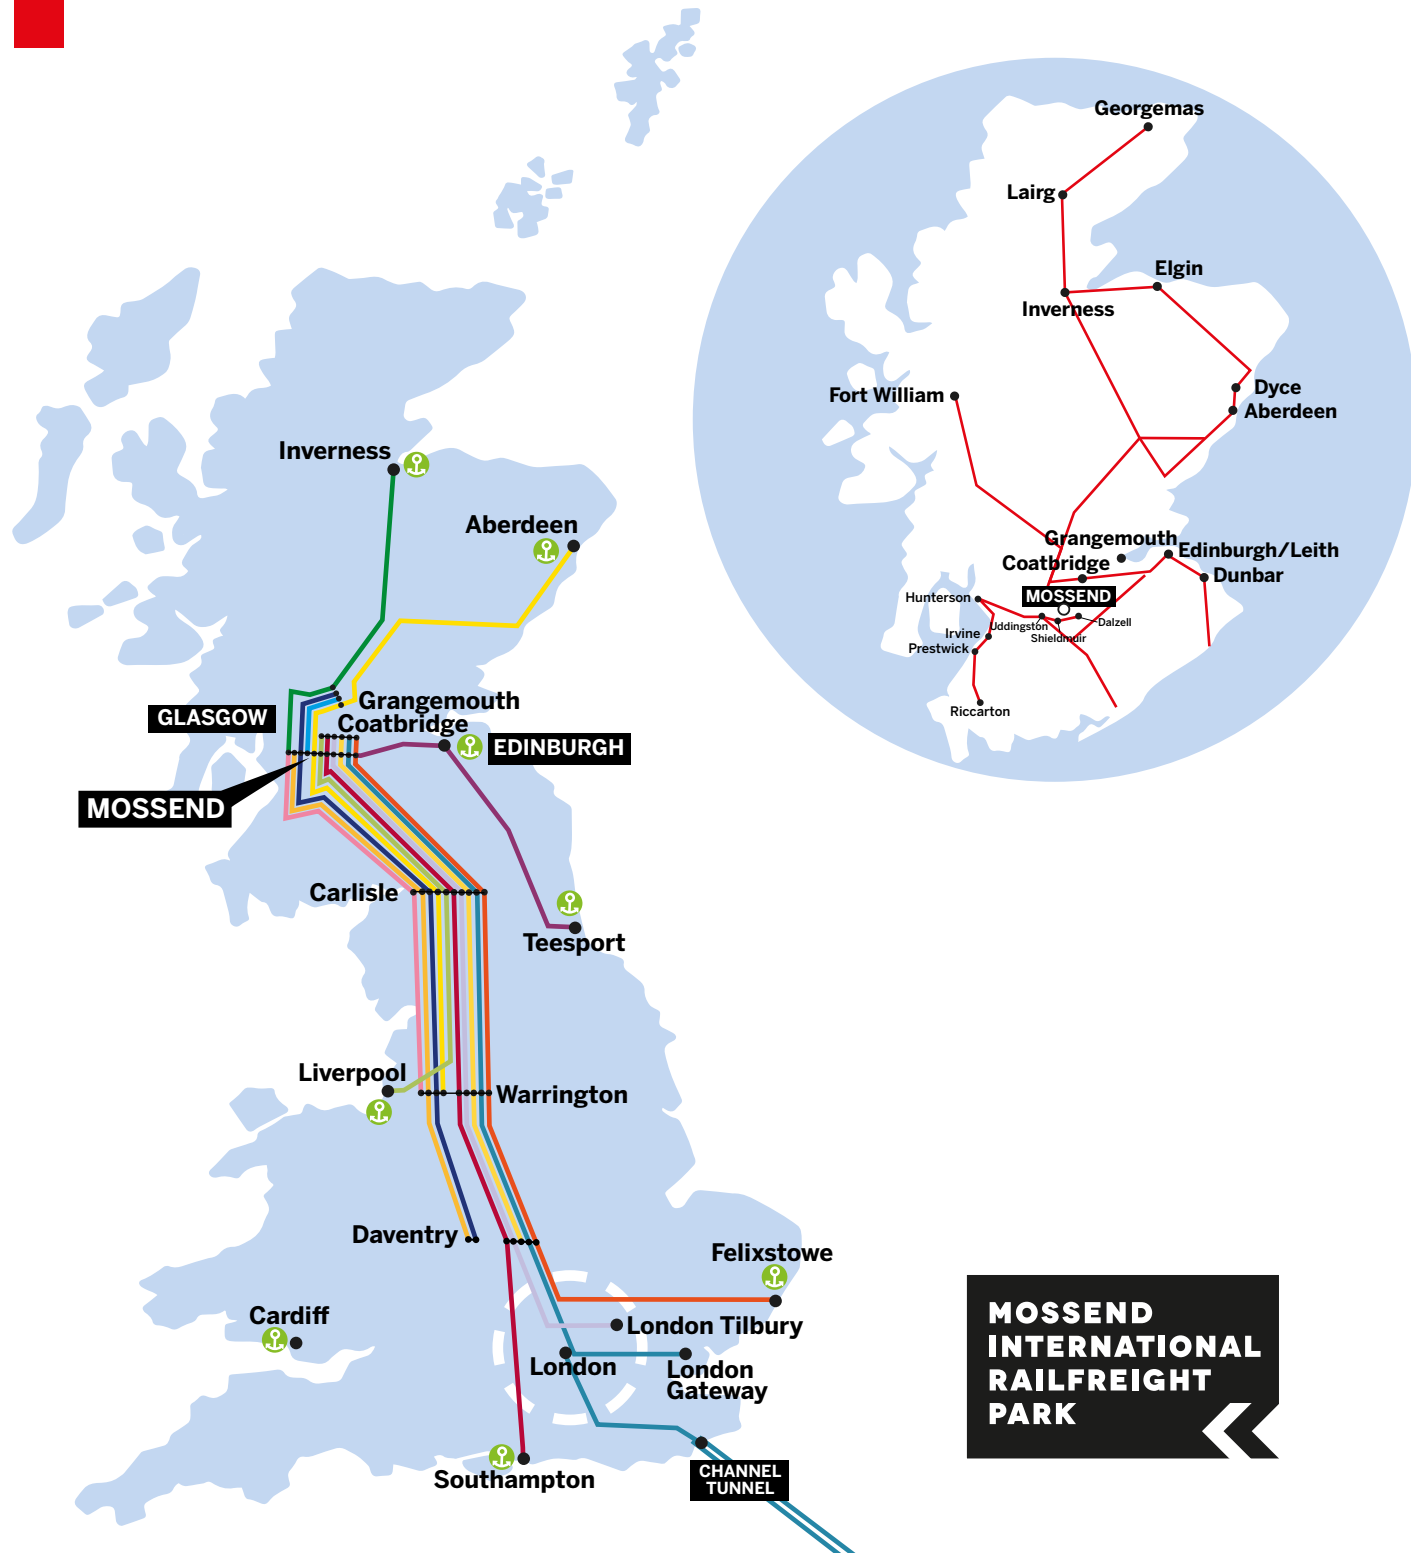 Georgemas
Lairg
Elgin
Inverness
Fort William
Dyce
Aberdeen
Grangemouth
Edinburgh/Leith
Coatbridge
Dunbar
MOSSEND
Hunterson
Uddingston
Dalzell
Irvine
Shieldmuir
Prestwick
Riccarton
Inverness
Aberdeen
Grangemouth
GLASGOW
Coatbridge
EDINBURGH
MOSSEND
Carlisle
Teesport
Liverpool
Warrington
Daventry
Felixstowe
Cardiff
London Tilbury
London
London
Gateway
Southampton
CHANNEL
TUNNEL
MOSSEND
INTERNATIONAL
RAILFREIGHT
PARK